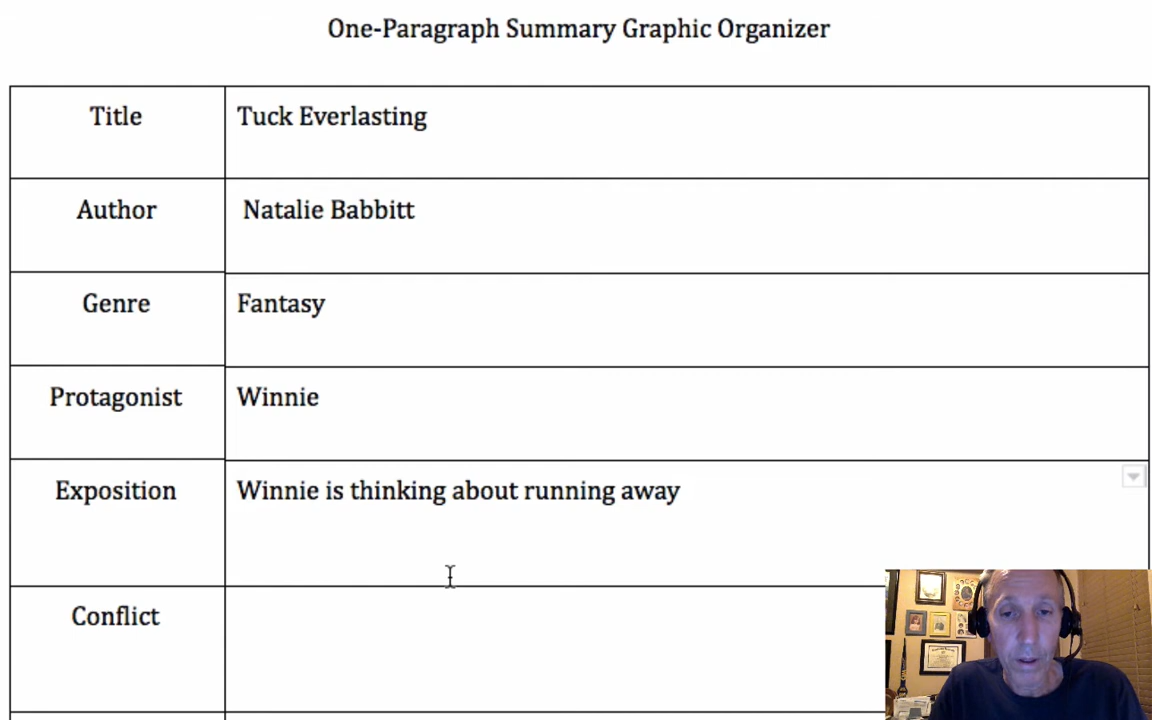 One-Paragraph Summary Graphic Organizer
Title
Tuck Everlasting
Author
Natalie Babbitt
Genre
Fantasy
Protagonist
Winnie
Exposition
Winnie is thinking about running away
Conflict